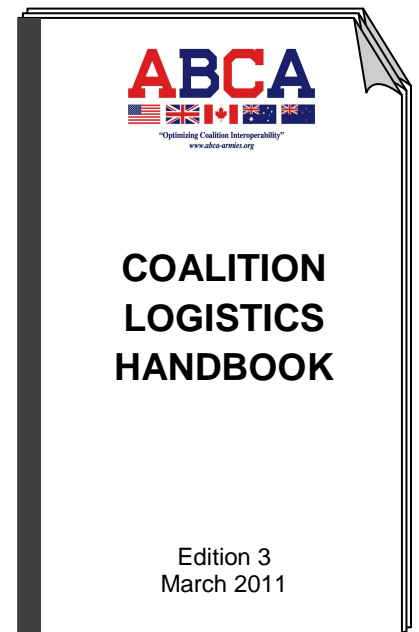 ABCA
"Optimizing Coalition Interoperability"
www.abca-armies.org
COALITION
LOGISTICS
HANDBOOK
Edition 3
March 2011